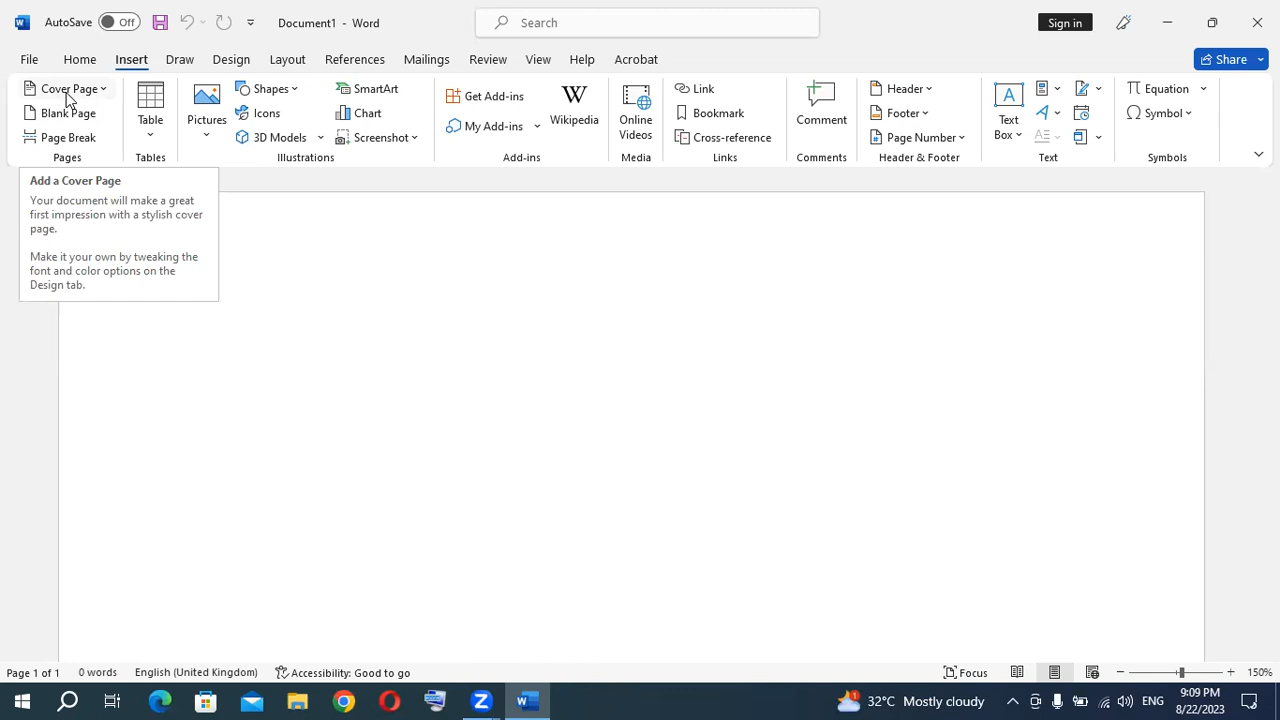 AutoSave Off Document1 - Word Search Sign in
File Home Insert Draw Design Layout References Mailings Review View Help Acrobat Share
Cover Page Shapes SmartArt Get Add-ins Link Header Equation
Blank Page Icons Chart Bookmark Footer Symbol
Page Break 3D Models Screenshot My Add-ins Cross-reference Page Number
Table Pictures Wikipedia Online Videos Comment Text Box
Pages Tables Illustrations Add-ins Media Links Comments Header & Footer Text Symbols
Add a Cover Page
Your document will make a great
first impression with a stylish cover
page.
Make it your own by tweaking the
font and color options on the
Design tab.
Page 1 of 1 0 words English (United Kingdom) Accessibility: Good to go Focus 150%
32°C Mostly cloudy ENG 9:09 PM
8/22/2023